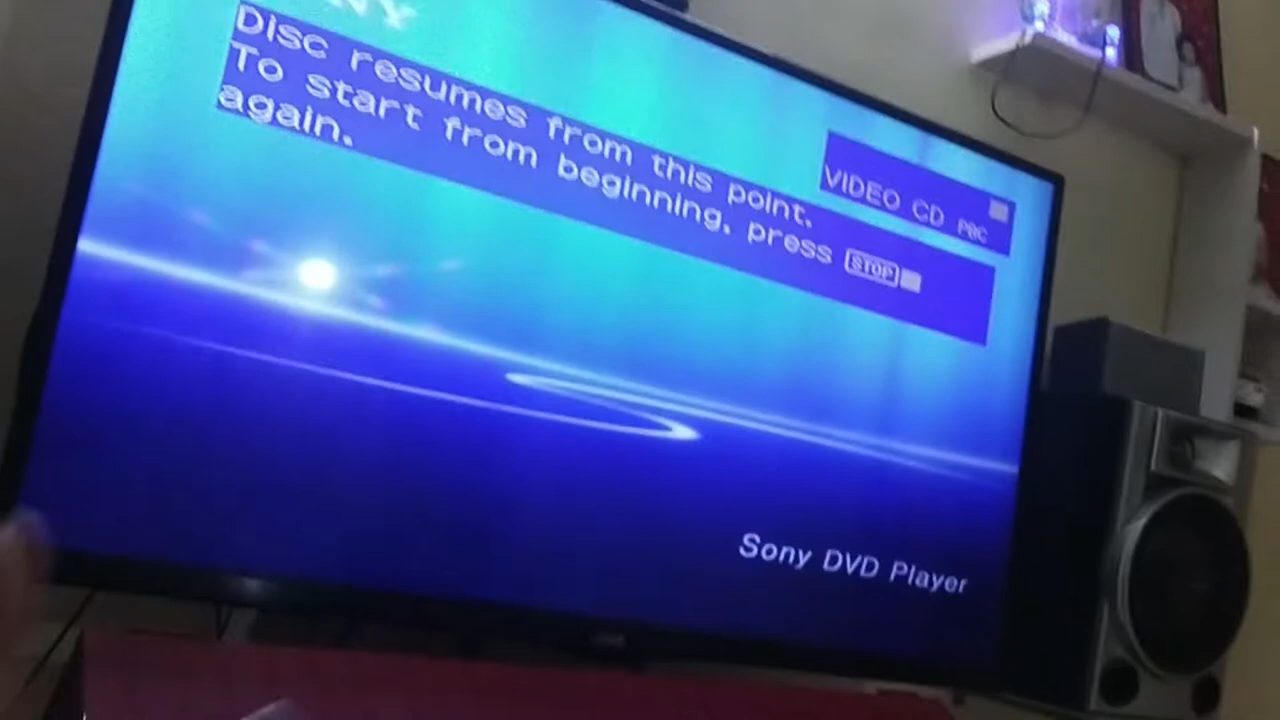 Disc resumes from this point.
To start from beginning, press STOP
again.
VIDEO CD PBC
Sony DVD Player